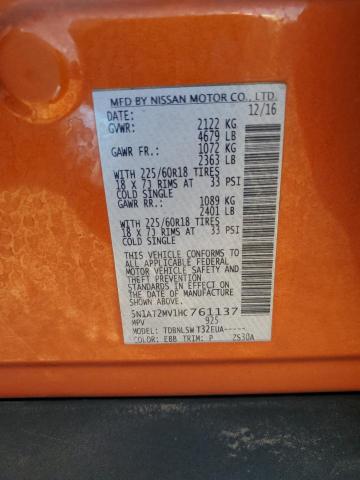 MFD BY NISSAN MOTOR CO., LTD.
DATE: 12/16
GVWR: 2122 KG
4679 LB
GAWR FR.: 1072 KG
2363 LB
WITH 225/60R18 TIRES
18 X 7J RIMS AT 33 PSI
COLD SINGLE
GAWR RR.: 1089 KG
2401 LB
WITH 225/60R18 TIRES
18 X 7J RIMS AT 33 PSI
COLD SINGLE
THIS VEHICLE CONFORMS TO ALL
APPLICABLE U.S. FEDERAL
MOTOR VEHICLE SAFETY, BUMPER,
AND THEFT PREVENTION
STANDARDS IN EFFECT ON THE
DATE OF MANUFACTURE SHOWN
ABOVE.
5N1AT2MV1HC761137
MPV 925
MODEL: TDBNLSWT32EUA-----
COLOR: EBB TRIM: P 2S30A